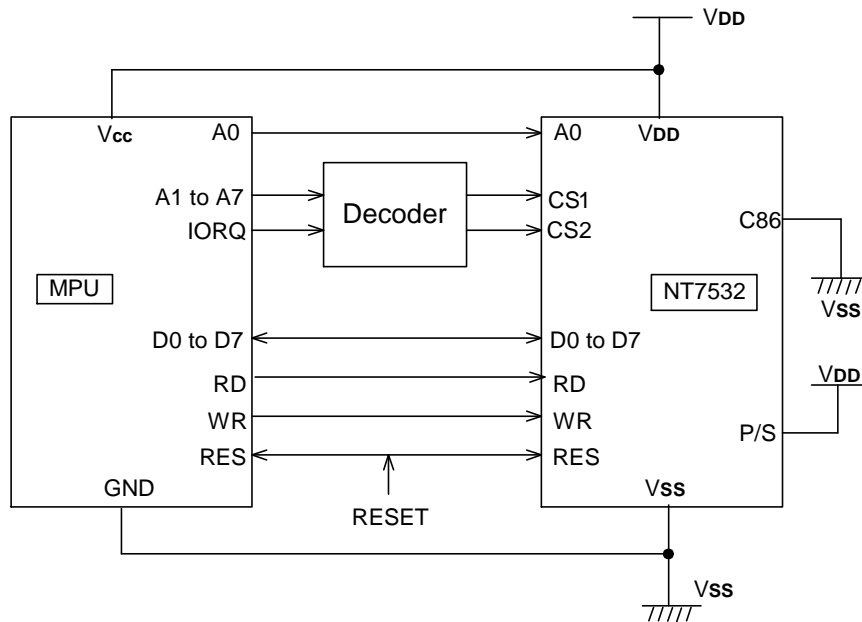 VDD
Vcc
A0
A0
VDD
A1 to A7
Decoder
CS1
IORQ
CS2
C86
MPU
NT7532
VSS
D0 to D7
D0 to D7
VDD
RD
RD
WR
WR
P/S
RES
RES
GND
VSS
RESET
VSS